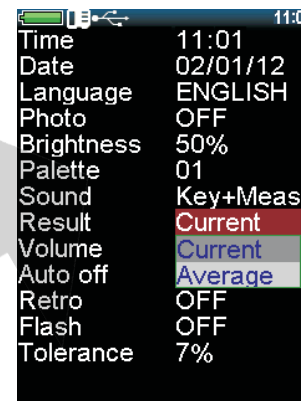 11:0
Time 11:01
Date 02/01/12
Language ENGLISH
Photo OFF
Brightness 50%
Palette 01
Sound Key+Meas
Result Current
Volume Current
Auto off Average
Retro OFF
Flash OFF
Tolerance 7%